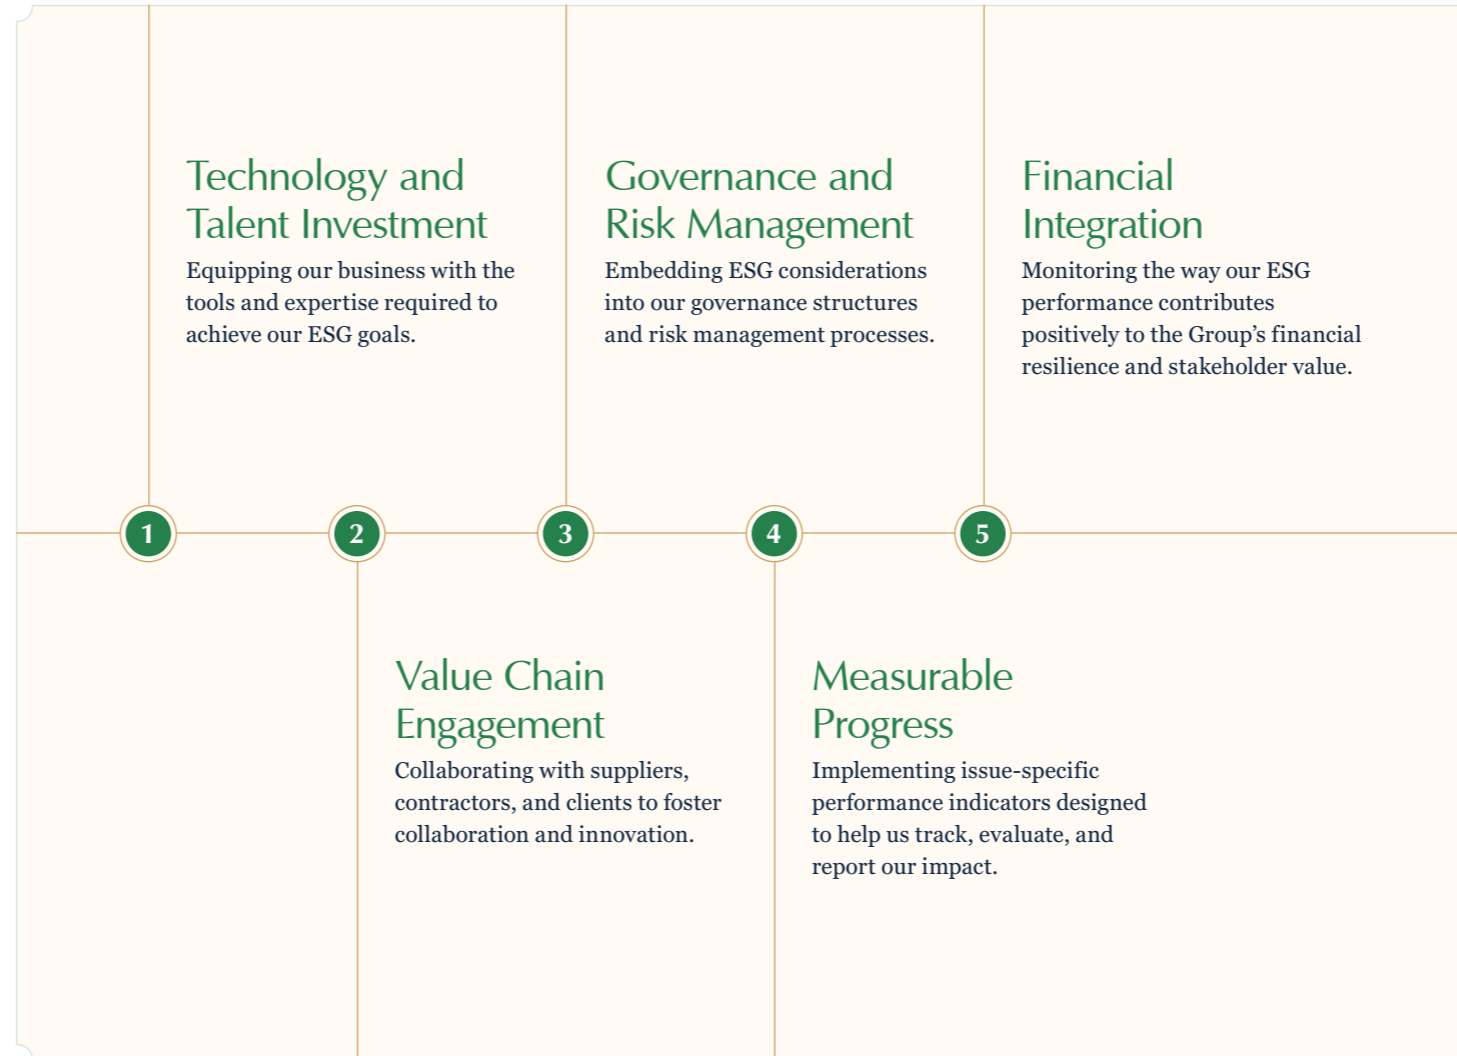 Technology and
Talent Investment
Equipping our business with the
tools and expertise required to
achieve our ESG goals.
Governance and
Risk Management
Embedding ESG considerations
into our governance structures
and risk management processes.
Financial
Integration
Monitoring the way our ESG
performance contributes
positively to the Group’s financial
resilience and stakeholder value.
1
2
3
4
5
Value Chain
Engagement
Collaborating with suppliers,
contractors, and clients to foster
collaboration and innovation.
Measurable
Progress
Implementing issue-specific
performance indicators designed
to help us track, evaluate, and
report our impact.